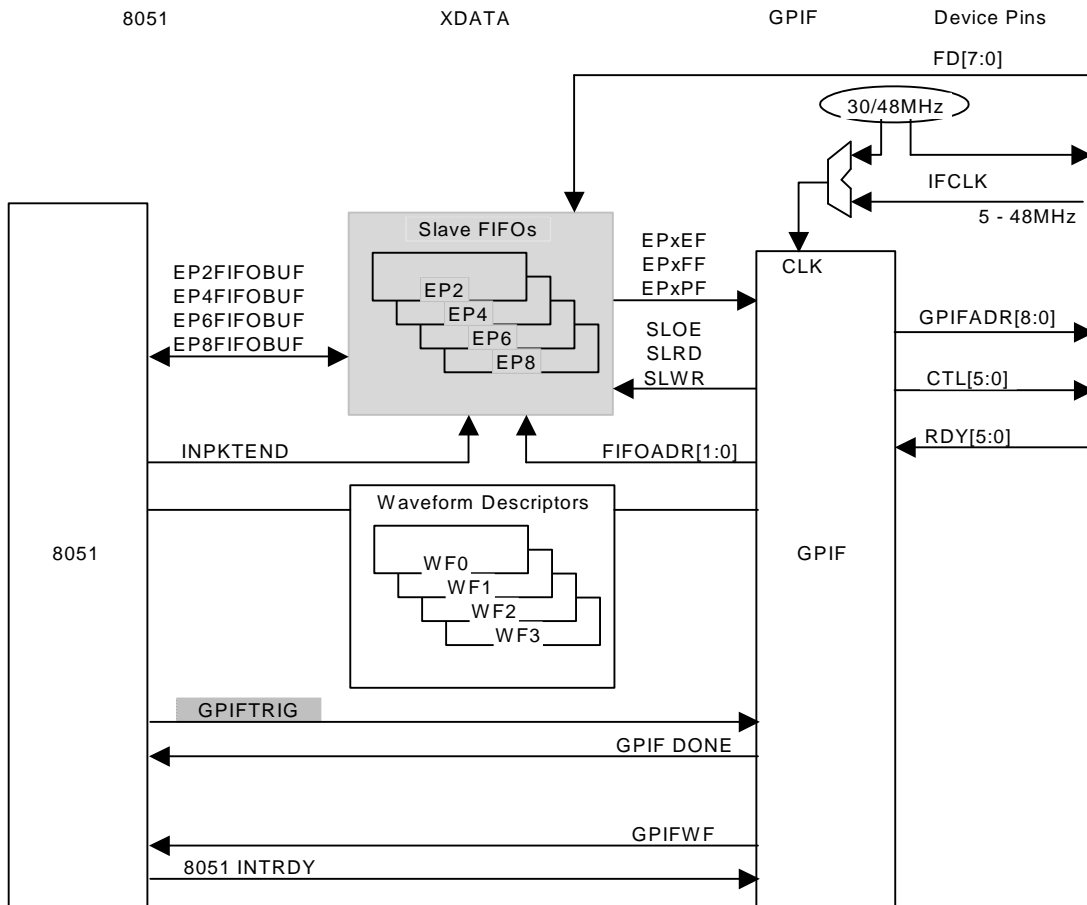 8051 XDATA GPIF Device Pins
FD[7:0]
30/48MHz
IFCLK
5 - 48MHz
Slave FIFOs
EP2
EP4
EP6
EP8
EP2FIFOBUF
EP4FIFOBUF
EP6FIFOBUF
EP8FIFOBUF
EPxEF
EPxFF
EPxPF
SLOE
SLRD
SLWR
CLK
GPIFADR[8:0]
CTL[5:0]
RDY[5:0]
INPKTEND
FIFOADR[1:0]
Waveform Descriptors
WF0
WF1
WF2
WF3
8051
GPIF
GPIFTRIG
GPIF DONE
GPIFWF
8051 INTRDY